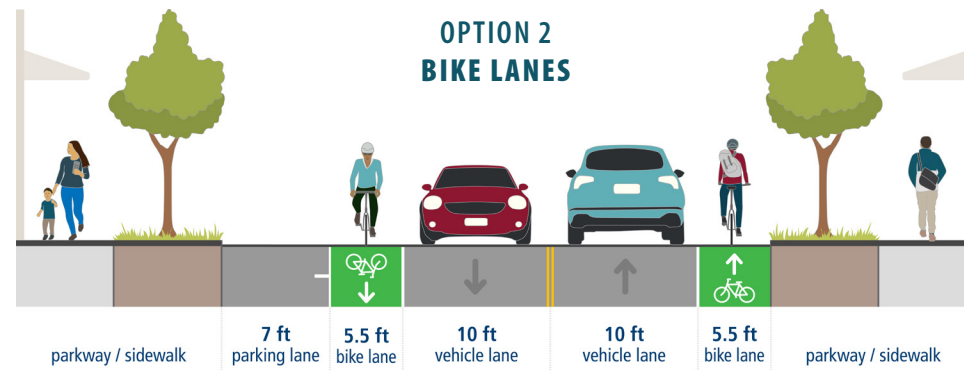 OPTION 2
BIKE LANES
parkway / sidewalk
7 ft
parking lane
5.5 ft
bike lane
10 ft
vehicle lane
10 ft
vehicle lane
5.5 ft
bike lane
parkway / sidewalk